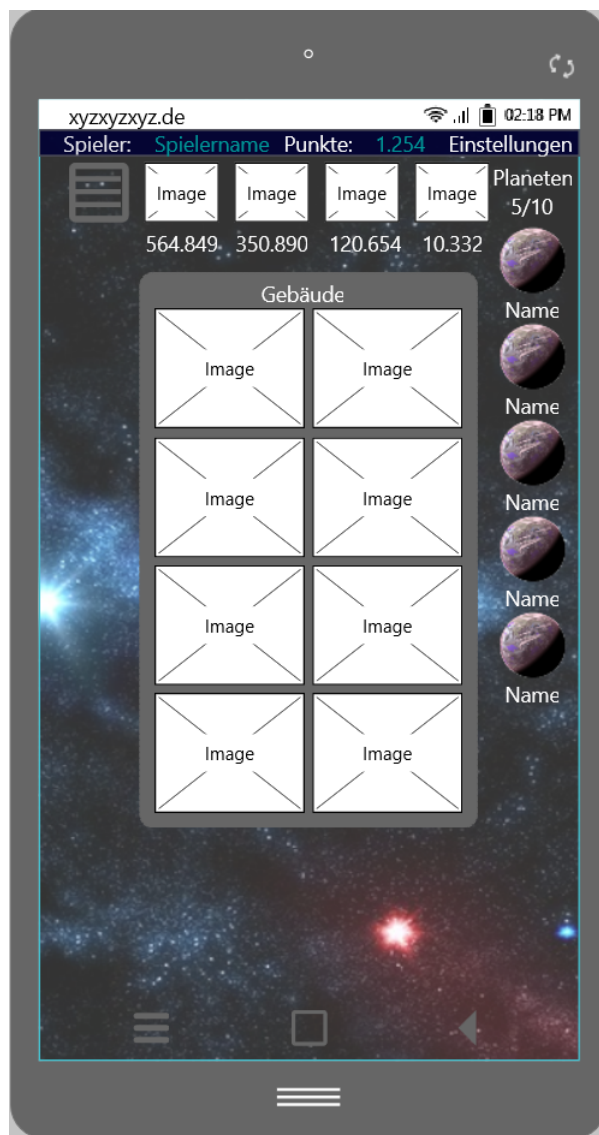 xyzxyzxyz.de 02:18 PM
Spieler: Spielername Punkte: 1.254 Einstellungen
Image Image Image Image Planeten
5/10
564.849 350.890 120.654 10.332
Gebäude
Name
Image Image
Name
Image Image
Name
Name
Image Image
Name
Image Image